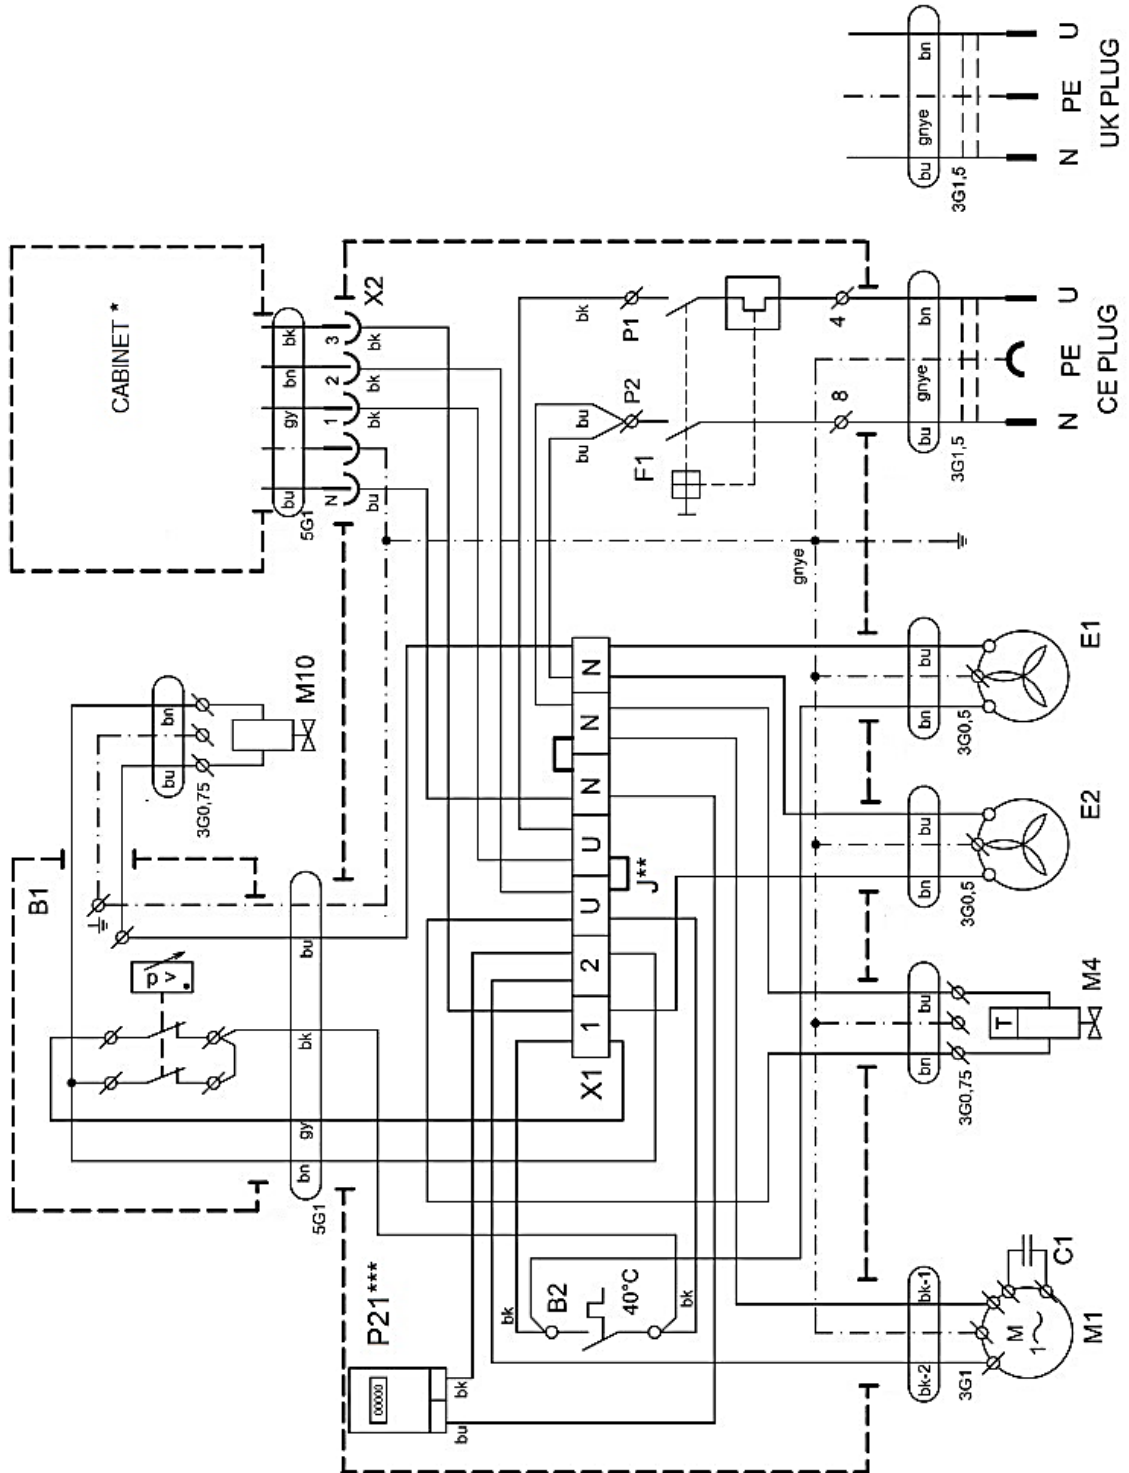 B1
CABINET *
p
v
bu bn
3G0,75
M10
bu gy bn bk
5G1
bn gy bk bu
5G1
N 1 2 3
X2
bu bk bk bk
P21***
00000
bu bk
bk
B2
40°C
bk
X1
1 2 U U N N N
J**
bu bu bk
F1 P2 P1
gnye
8 4
bk-2 bk-1
bn bu
bn bu
bn bu
bu gnye bn
bu gnye bn
3G1
3G0,75
3G0,5
3G0,5
3G1,5
3G1,5
T
M
1~
C1
M1
M4
E2
E1
N PE U
CE PLUG
N PE U
UK PLUG